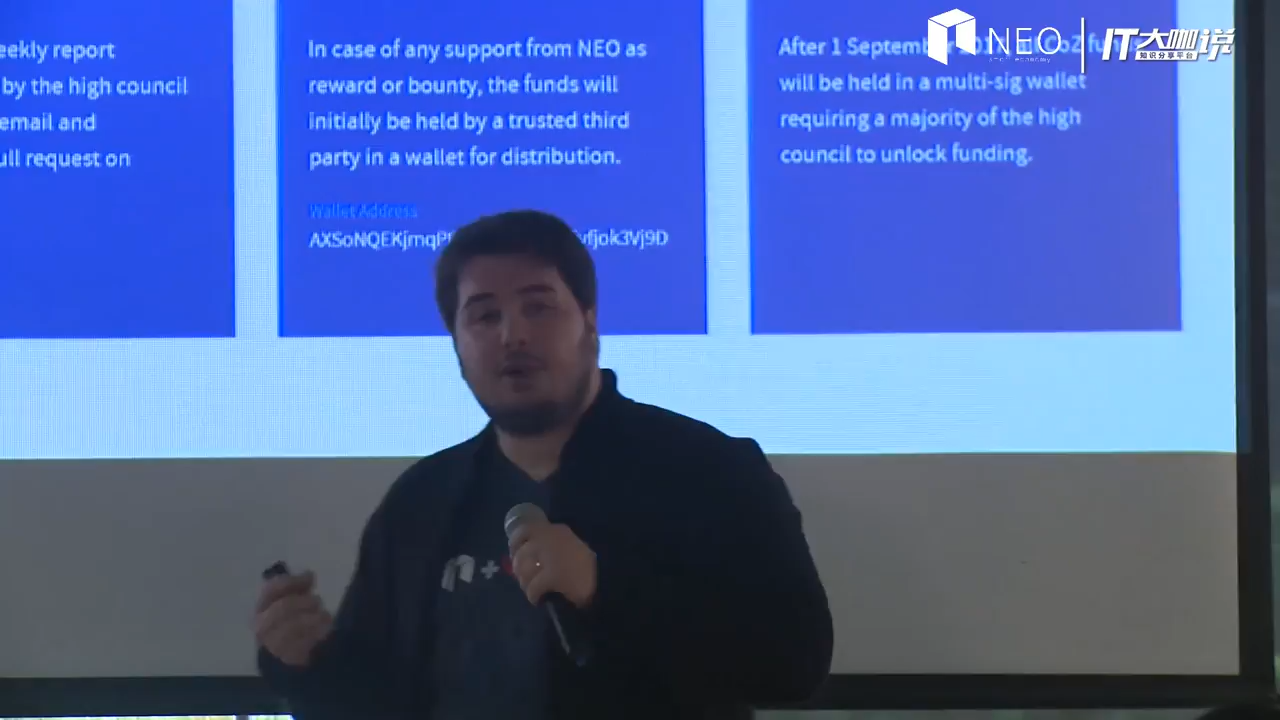 eekly report
by the high council
email and
ull request on
In case of any support from NEO as
reward or bounty, the funds will
initially be held by a trusted third
party in a wallet for distribution.
Wallet Address
AXSoNQEKjmqP
fjok3Vj9D
After 1 September
will be held in a multi-sig wallet
requiring a majority of the high
council to unlock funding.
NEO
smart economy
IT大咖说
知识分享平台
n +